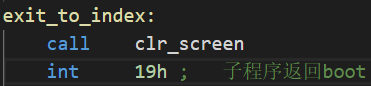 exit_to_index:
call clr_screen
int 19h ; 子程序返回boot